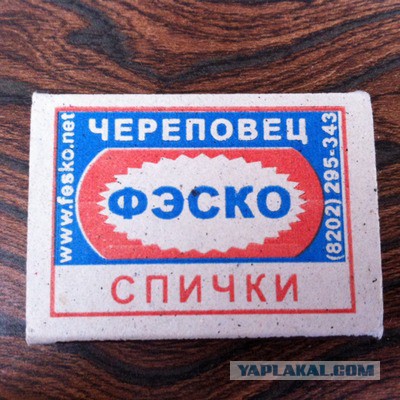 ЧЕРЕПОВЕЦ
www.fesko.net
ФЭСКО
(8202) 295-343
СПИЧКИ
YAPLAKAL.COM